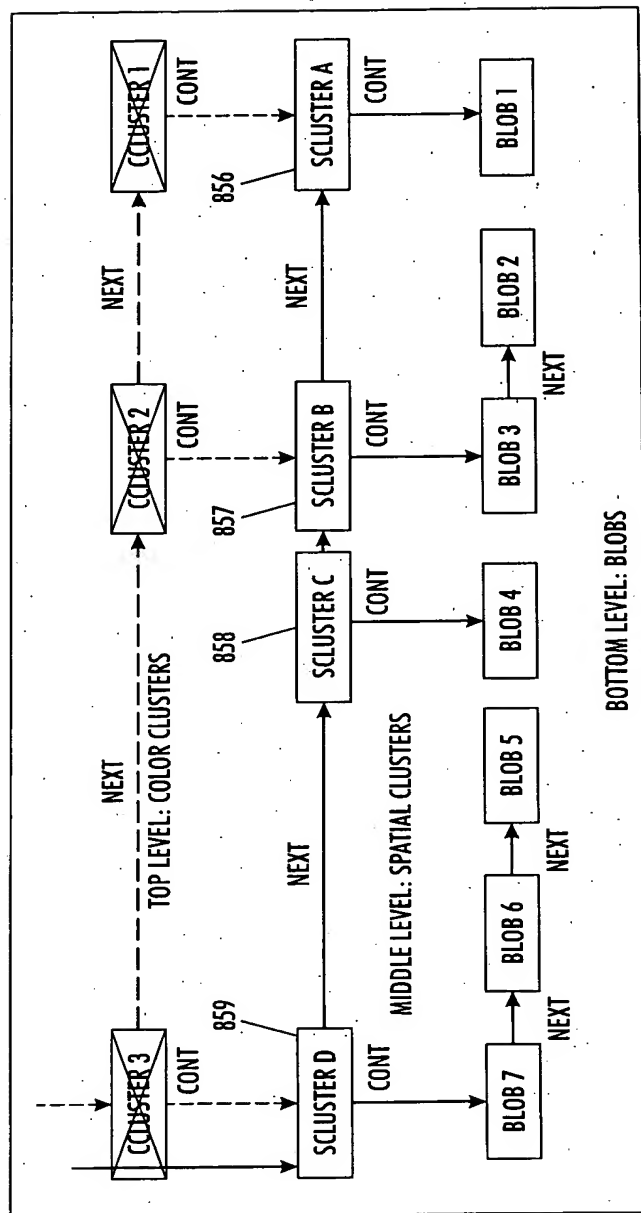 CCLUSTER 3
CONT
NEXT
TOP LEVEL: COLOR CLUSTERS
CCLUSTER 2
CONT
NEXT
CCLUSTER 1
CONT
859
SCLUSTER D
CONT
NEXT
MIDDLE LEVEL: SPATIAL CLUSTERS
858
SCLUSTER C
CONT
857
SCLUSTER B
CONT
NEXT
856
SCLUSTER A
CONT
BLOB 7
NEXT
BLOB 6
NEXT
BLOB 5
BLOB 4
BLOB 3
NEXT
BLOB 2
BLOB 1
BOTTOM LEVEL: BLOBS